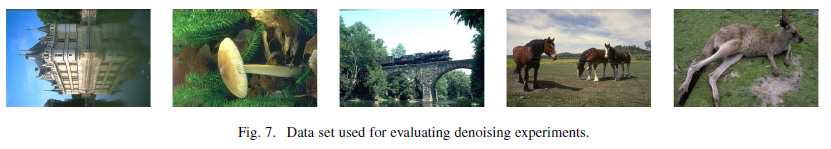 Fig. 7. Data set used for evaluating denoising experiments.